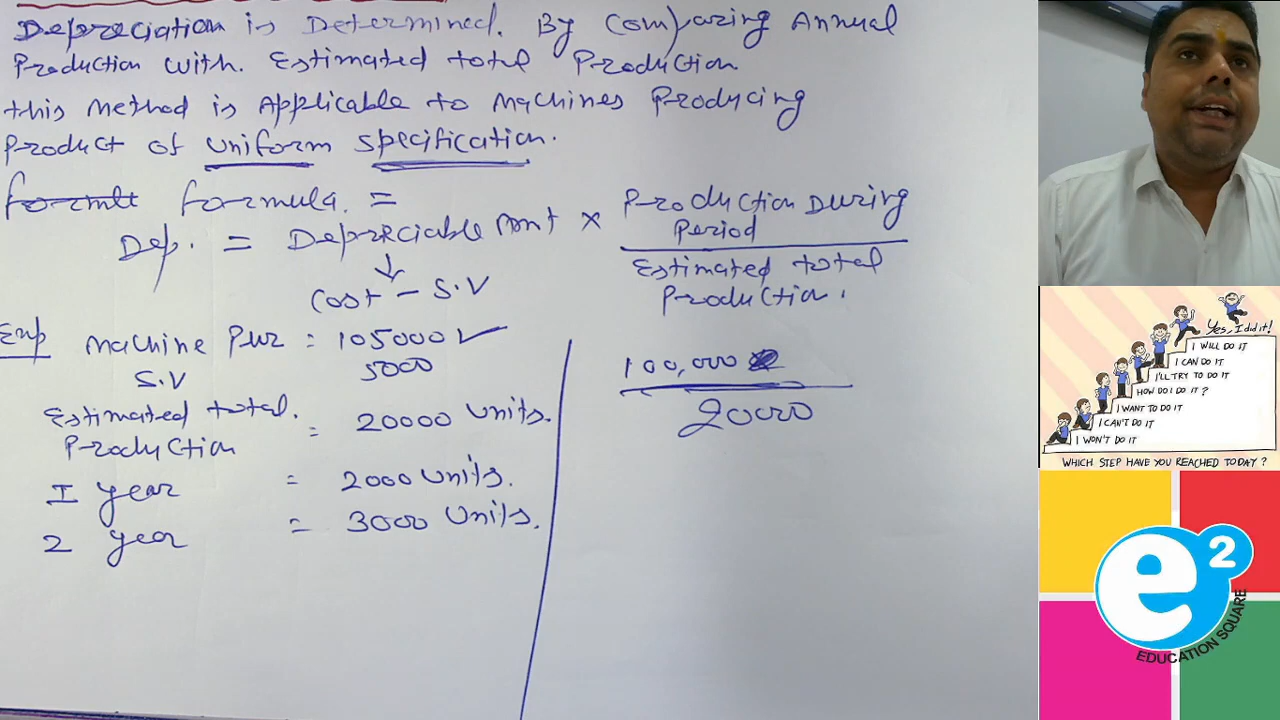 Depreciation is Determined. By Comparing Annual
Production with. Estimated total Production.
this Method is Applicable to Machines Producing
Product of uniform specification.
formula =
Dep. = Depreciable Amt × Production During Period
Estimated total Production.
Cost - S.V
Machine Pur = 105000 ✓
S.V 5000
Estimated total. Production = 20000 Units.
I year = 2000 Units.
2 year = 3000 Units.
100,000
20000
Yes, I did it!
I WILL DO IT
I CAN DO IT
I'LL TRY TO DO IT
HOW DO I DO IT?
I WANT TO DO IT
I CAN'T DO IT
I WON'T DO IT
WHICH STEP HAVE YOU REACHED TODAY?
e2
EDUCATION SQUARE